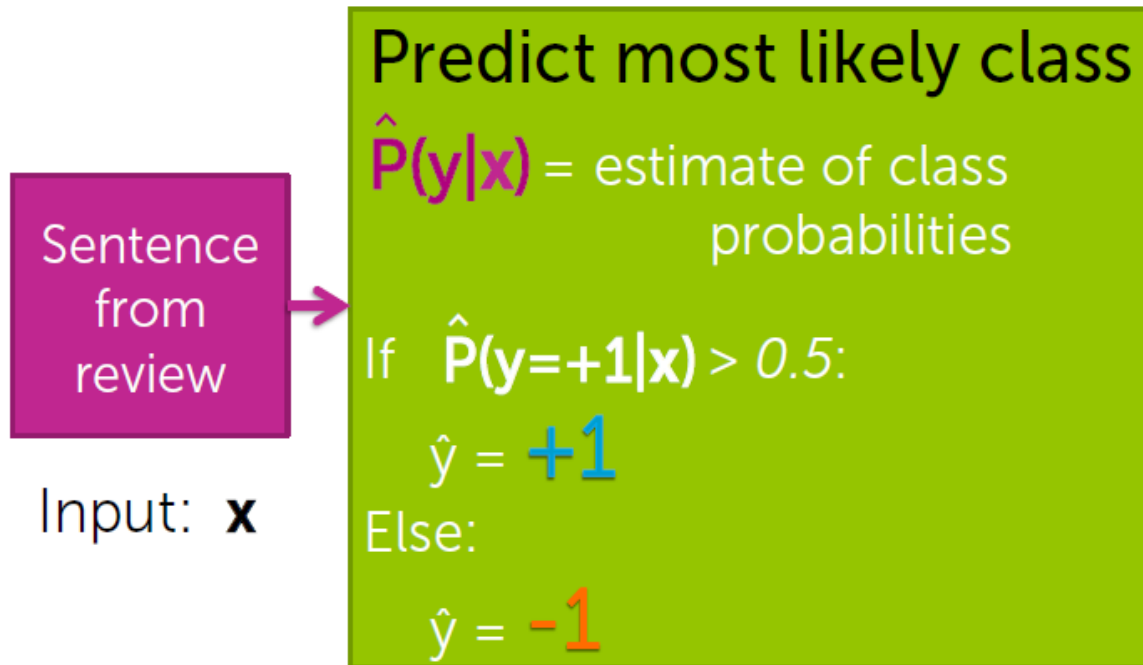 Sentence
from
review
Input: x
Predict most likely class
P̂(y|x) = estimate of class
probabilities
If P̂(y=+1|x) > 0.5:
ŷ = +1
Else:
ŷ = -1